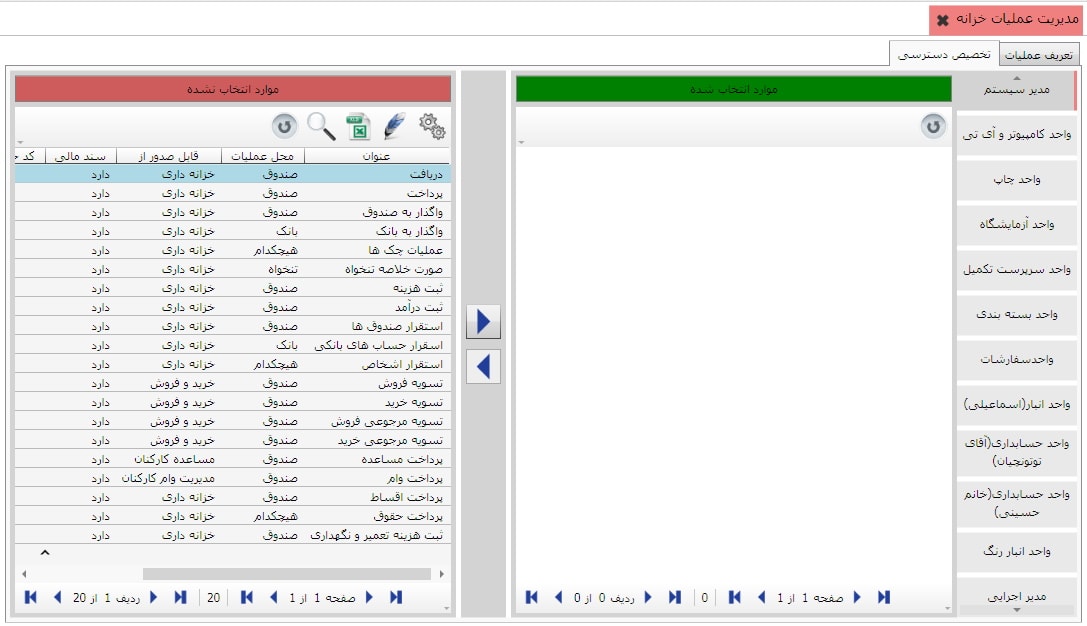 مدیریت عملیات خزانه ✖
تعریف عملیات
تخصیص دسترسی
مدیر سیستم
واحد کامپیوتر و آی تی
واحد چاپ
واحد آزمایشگاه
واحد سرپرست تکمیل
واحد بسته بندی
واحدسفارشات
واحد انبار(اسماعیلی)
واحد حسابداری(آقای
توتونچیان)
واحد حسابداری(خانم
حسینی)
واحد انبار رنگ
مدیر اجرایی
موارد انتخاب شده
صفحه 1 از 1
0
ردیف 0 از 0
موارد انتخاب نشده
عنوان محل عملیات قابل صدور از سند مالی کد
دریافت صندوق خزانه داری دارد
پرداخت صندوق خزانه داری دارد
واگذار به صندوق صندوق خزانه داری دارد
واگذار به بانک بانک خزانه داری دارد
عملیات چک ها هیچکدام خزانه داری دارد
صورت خلاصه تنخواه تنخواه خزانه داری دارد
ثبت هزینه صندوق خزانه داری دارد
ثبت درآمد صندوق خزانه داری دارد
استقرار صندوق ها صندوق خزانه داری دارد
اسقرار حساب های بانکی بانک خزانه داری دارد
استقرار اشخاص هیچکدام خزانه داری دارد
تسویه فروش صندوق خرید و فروش دارد
تسویه خرید صندوق خرید و فروش دارد
تسویه مرجوعی فروش صندوق خرید و فروش دارد
تسویه مرجوعی خرید صندوق خرید و فروش دارد
پرداخت مساعده صندوق مساعده کارکنان دارد
پرداخت وام صندوق مدیریت وام کارکنان دارد
پرداخت اقساط صندوق خزانه داری دارد
پرداخت حقوق هیچکدام خزانه داری دارد
ثبت هزینه تعمیر و نگهداری صندوق خزانه داری دارد
صفحه 1 از 1
20
ردیف 1 از 20